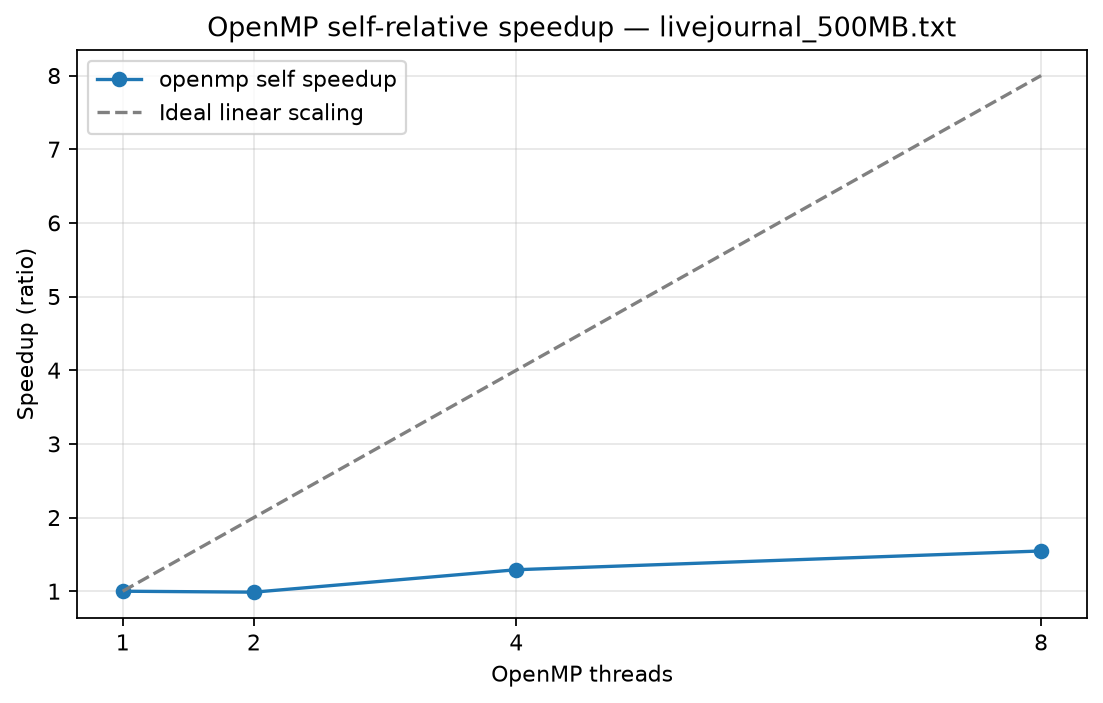 OpenMP self-relative speedup — livejournal_500MB.txt
openmp self speedup
Ideal linear scaling
Speedup (ratio)
8
7
6
5
4
3
2
1
1 2 4 8
OpenMP threads